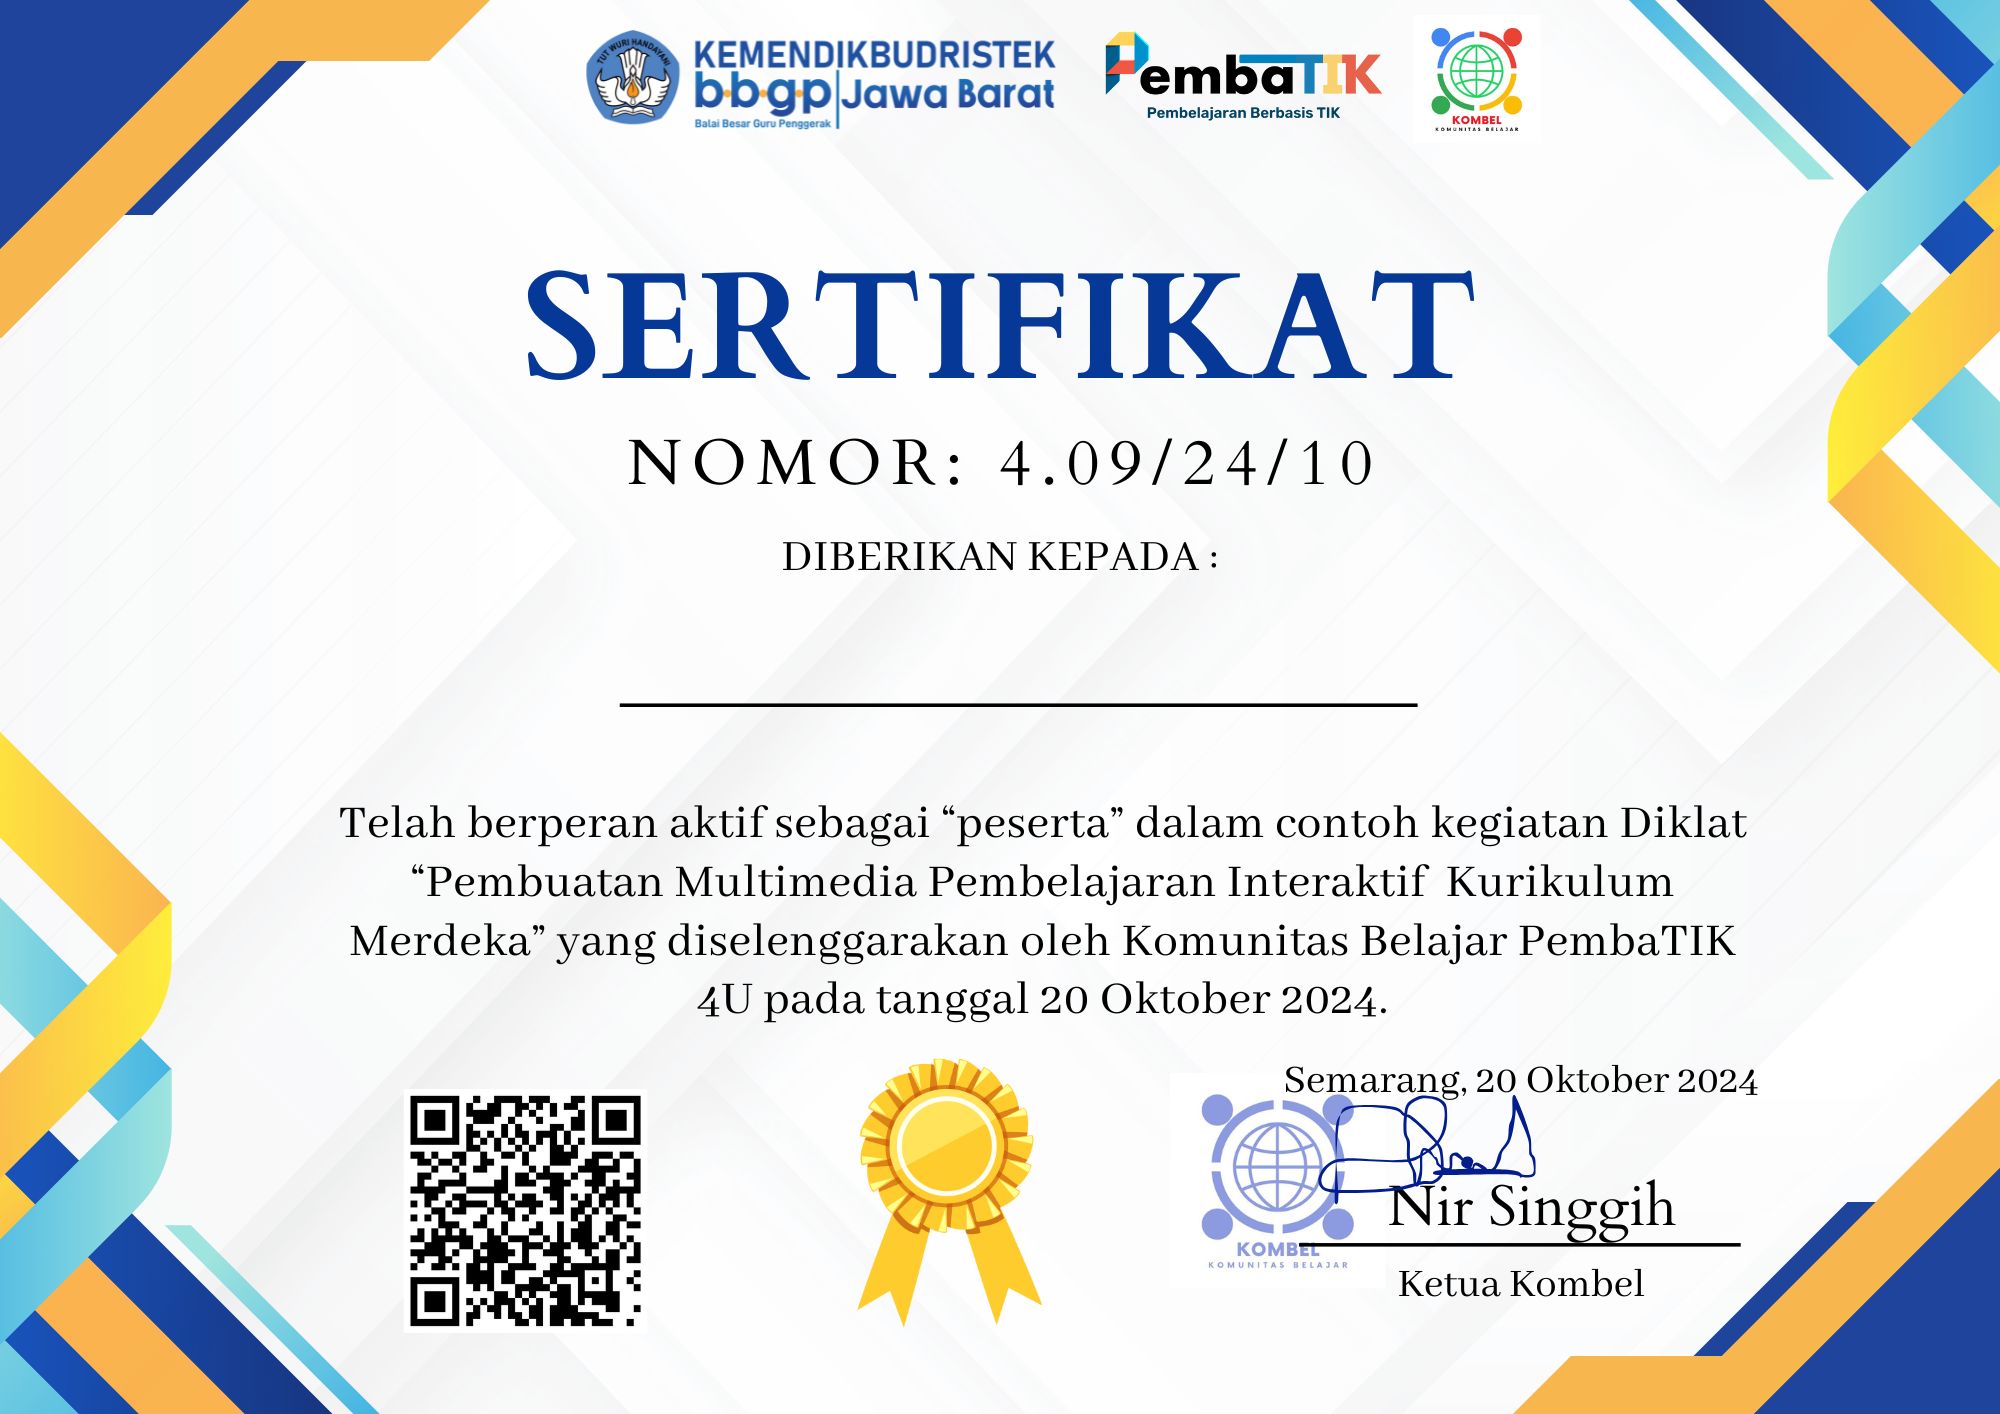 TUT WURI HANDAYANI
KEMENDIKBUDRISTEK
bbgp Jawa Barat
Balai Besar Guru Penggerak
PembaTIK
Pembelajaran Berbasis TIK
KOMBEL
KOMUNITAS BELAJAR
SERTIFIKAT
NOMOR: 4.09/24/10
DIBERIKAN KEPADA :
Telah berperan aktif sebagai “peserta” dalam contoh kegiatan Diklat
“Pembuatan Multimedia Pembelajaran Interaktif Kurikulum
Merdeka” yang diselenggarakan oleh Komunitas Belajar PembaTIK
4U pada tanggal 20 Oktober 2024.
Semarang, 20 Oktober 2024
Nir Singgih
KOMBEL
KOMUNITAS BELAJAR
Ketua Kombel